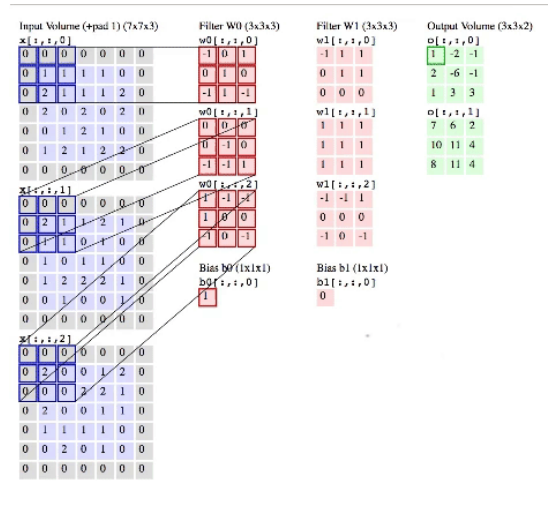 Input Volume (+pad 1) (7x7x3)
x[:,:,0]
0 0 0 0 0 0 0
0 1 1 1 1 0 0
0 2 1 1 1 2 0
0 2 0 2 0 2 0
0 0 1 2 1 0 0
0 1 2 1 2 2 0
0 0 0 0 0 0 0
x[:,:,1]
0 0 0 0 0 0 0
0 2 1 1 2 1 0
0 1 1 0 1 0 0
0 1 0 1 1 0 0
0 1 2 2 2 1 0
0 0 1 0 0 1 0
0 0 0 0 0 0 0
x[:,:,2]
0 0 0 0 0 0 0
0 2 0 0 1 2 0
0 0 0 2 2 1 0
0 2 0 0 1 1 0
0 1 1 1 1 0 0
0 0 2 0 1 0 0
0 0 0 0 0 0 0
Filter W0 (3x3x3)
w0[:,:,0]
-1 0 1
0 1 0
-1 1 -1
w0[:,:,1]
0 0 0
0 -1 0
-1 -1 1
w0[:,:,2]
1 -1 -1
1 0 0
-1 0 -1
Bias b0 (1x1x1)
b0[:,:,0]
1
Filter W1 (3x3x3)
w1[:,:,0]
-1 1 1
0 1 1
0 0 0
w1[:,:,1]
1 1 1
1 1 1
1 1 1
w1[:,:,2]
-1 -1 1
0 0 0
-1 0 -1
Bias b1 (1x1x1)
b1[:,:,0]
0
Output Volume (3x3x2)
o[:,:,0]
1 -2 -1
2 -6 -1
1 3 3
o[:,:,1]
7 6 2
10 11 4
8 11 4